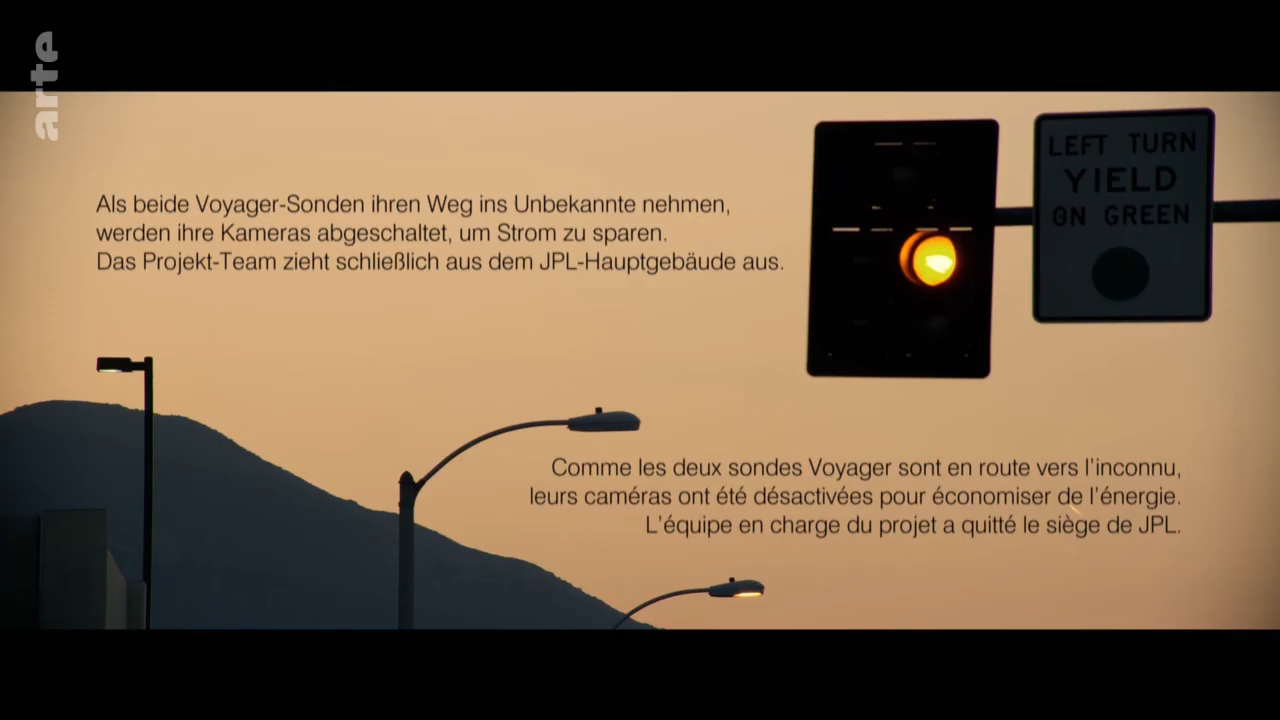 arte
Als beide Voyager-Sonden ihren Weg ins Unbekannte nehmen,
werden ihre Kameras abgeschaltet, um Strom zu sparen.
Das Projekt-Team zieht schließlich aus dem JPL-Hauptgebäude aus.
LEFT TURN
YIELD
ON GREEN
Comme les deux sondes Voyager sont en route vers l'inconnu,
leurs caméras ont été désactivées pour économiser de l'énergie.
L'équipe en charge du projet a quitté le siège de JPL.